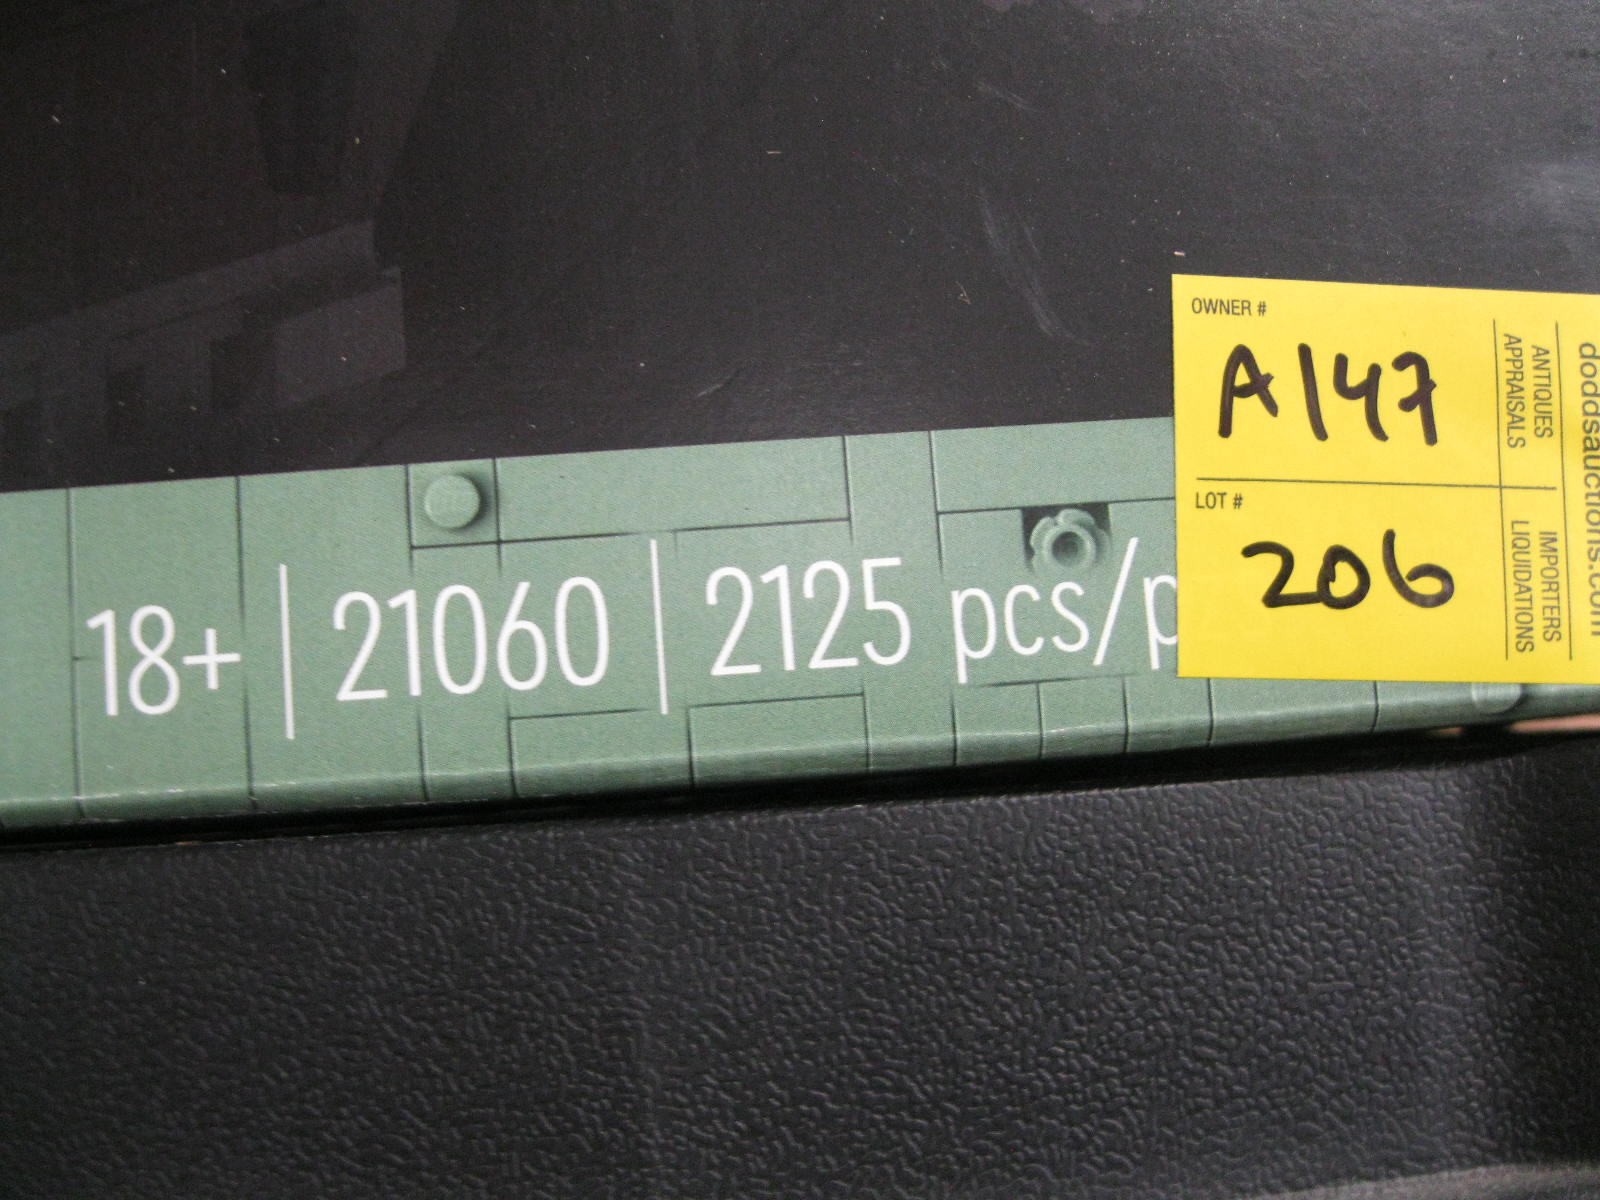 18+ | 21060 | 2125 pcs/p
OWNER #
A147
LOT #
206
ANTIQUES
APPRAISALS
IMPORTERS
LIQUIDATIONS
doddsauctions.com